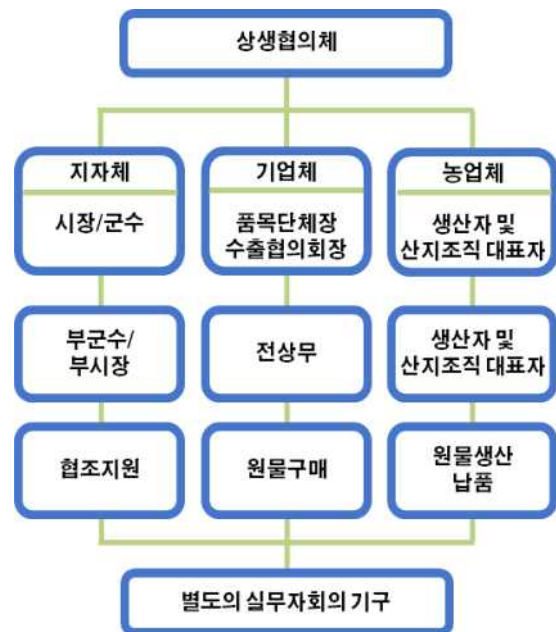 상생협의체
지자체
시장/군수
기업체
품목단체장
수출협의회장
농업체
생산자 및
산지조직 대표자
부군수/
부시장
전상무
생산자 및
산지조직 대표자
협조지원
원물구매
원물생산
납품
별도의 실무자회의 기구